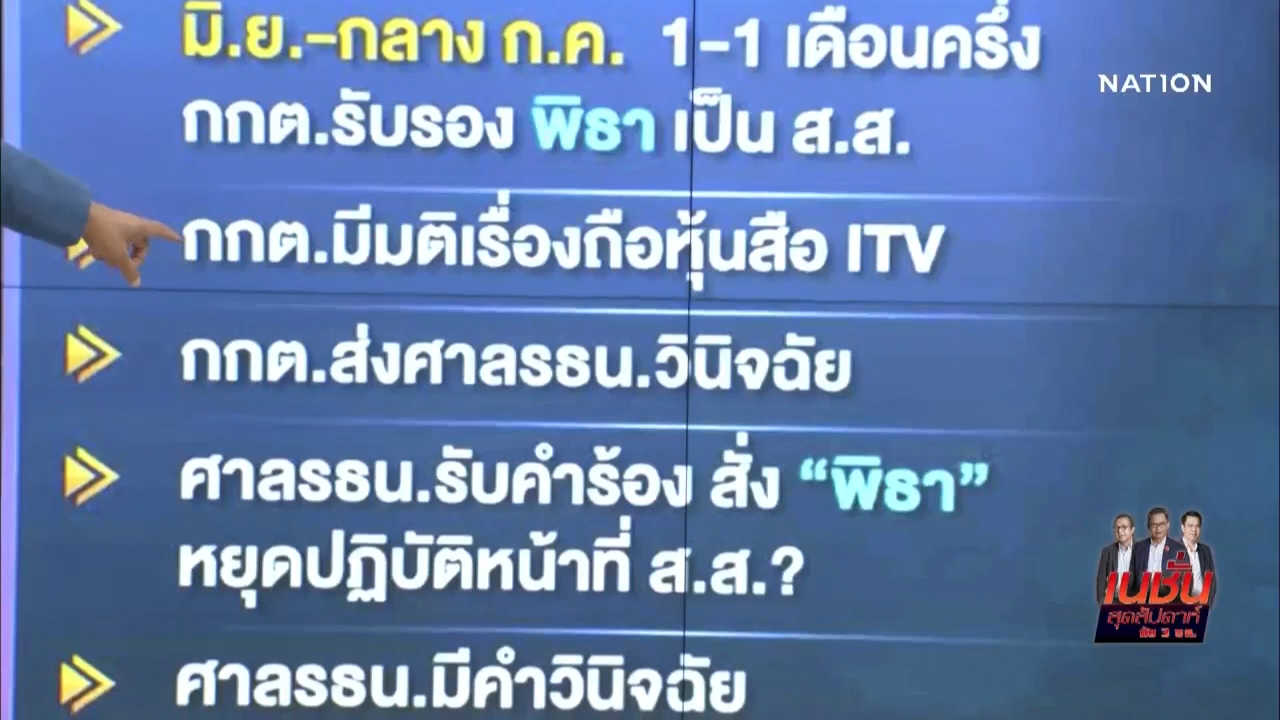 มิ.ย.-กลาง ก.ค. 1-1 เดือนครึ่ง
กกต.รับรอง พิธา เป็น ส.ส.
กกต.มีมติเรื่องถือหุ้นสือ ITV
กกต.ส่งศาลรธน.วินิจฉัย
ศาลรธน.รับคำร้อง สั่ง “พิธา”
หยุดปฏิบัติหน้าที่ ส.ส.?
ศาลรธน.มีคำวินิจฉัย
NATION
เนชั่น
สุดสัปดาห์
กับ 3 บก.